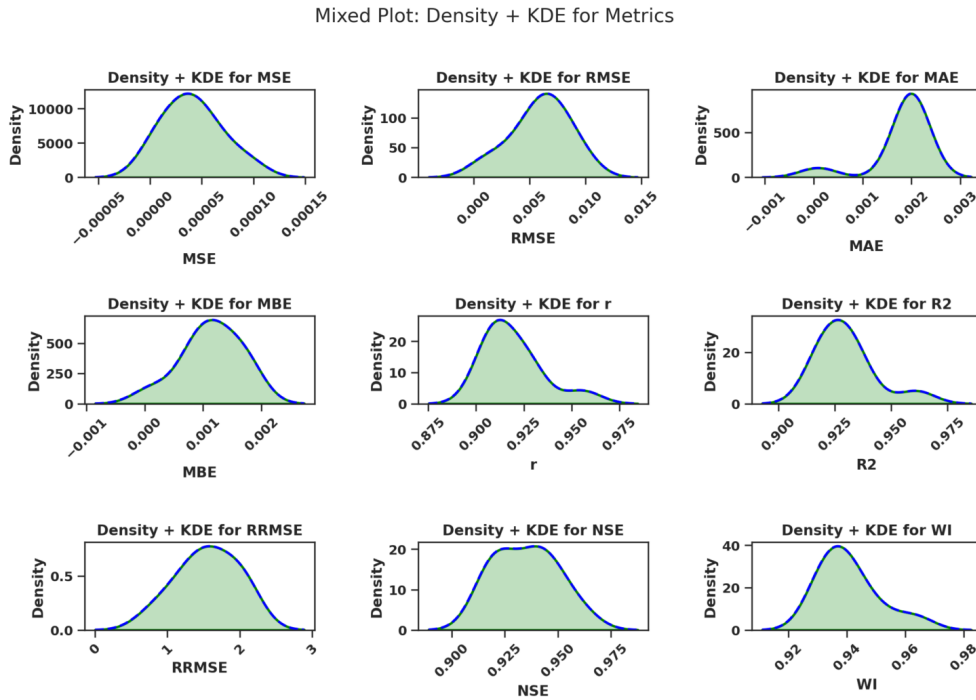 Mixed Plot: Density + KDE for Metrics
Density + KDE for MSE
Density
10000
5000
0
−0.00005
0.00000
0.00005
0.00010
0.00015
MSE
Density + KDE for RMSE
Density
100
50
0
0.000
0.005
0.010
0.015
RMSE
Density + KDE for MAE
Density
500
0
−0.001
0.000
0.001
0.002
0.003
MAE
Density + KDE for MBE
Density
500
250
0
−0.001
0.000
0.001
0.002
MBE
Density + KDE for r
Density
20
10
0
0.875
0.900
0.925
0.950
0.975
r
Density + KDE for R2
Density
20
0
0.900
0.925
0.950
0.975
R2
Density + KDE for RRMSE
Density
0.5
0.0
0
1
2
3
RRMSE
Density + KDE for NSE
Density
20
10
0
0.900
0.925
0.950
0.975
NSE
Density + KDE for WI
Density
40
20
0
0.92
0.94
0.96
0.98
WI